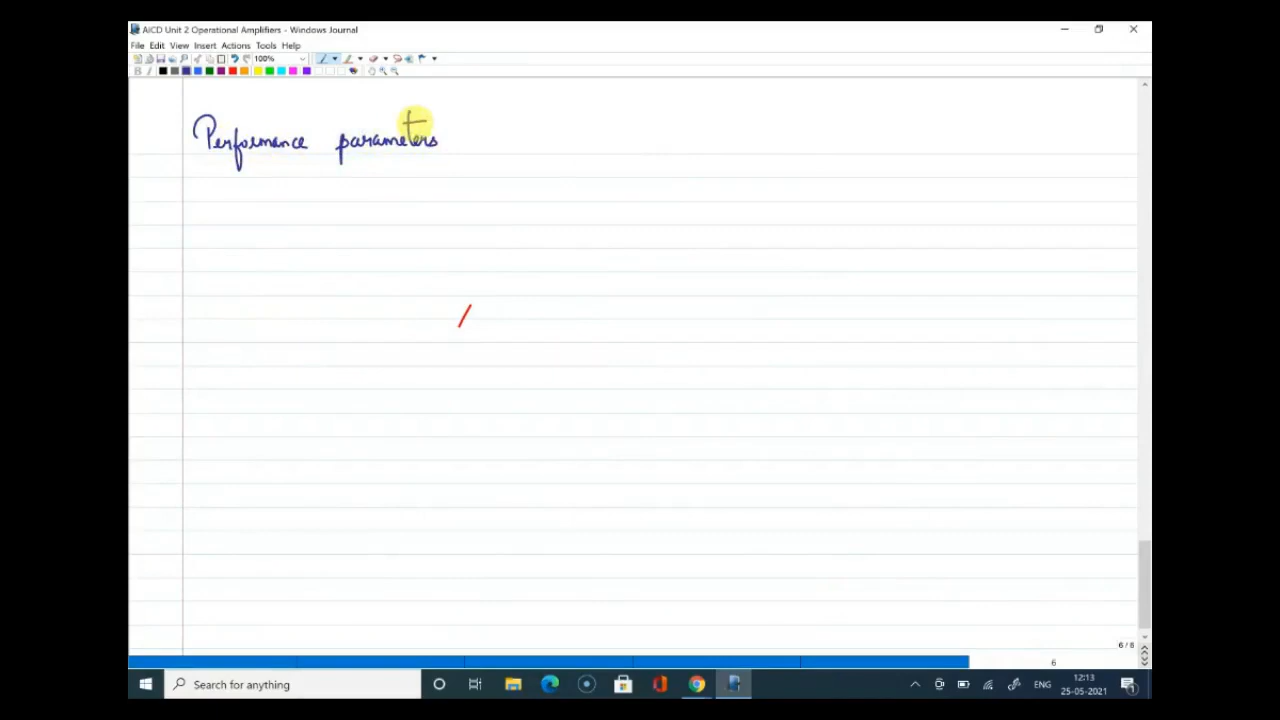 AICD Unit 2 Operational Amplifiers - Windows Journal
File Edit View Insert Actions Tools Help
100%
Performance parameters
6 / 6
6
Search for anything
ENG
12:13
25-05-2021
1